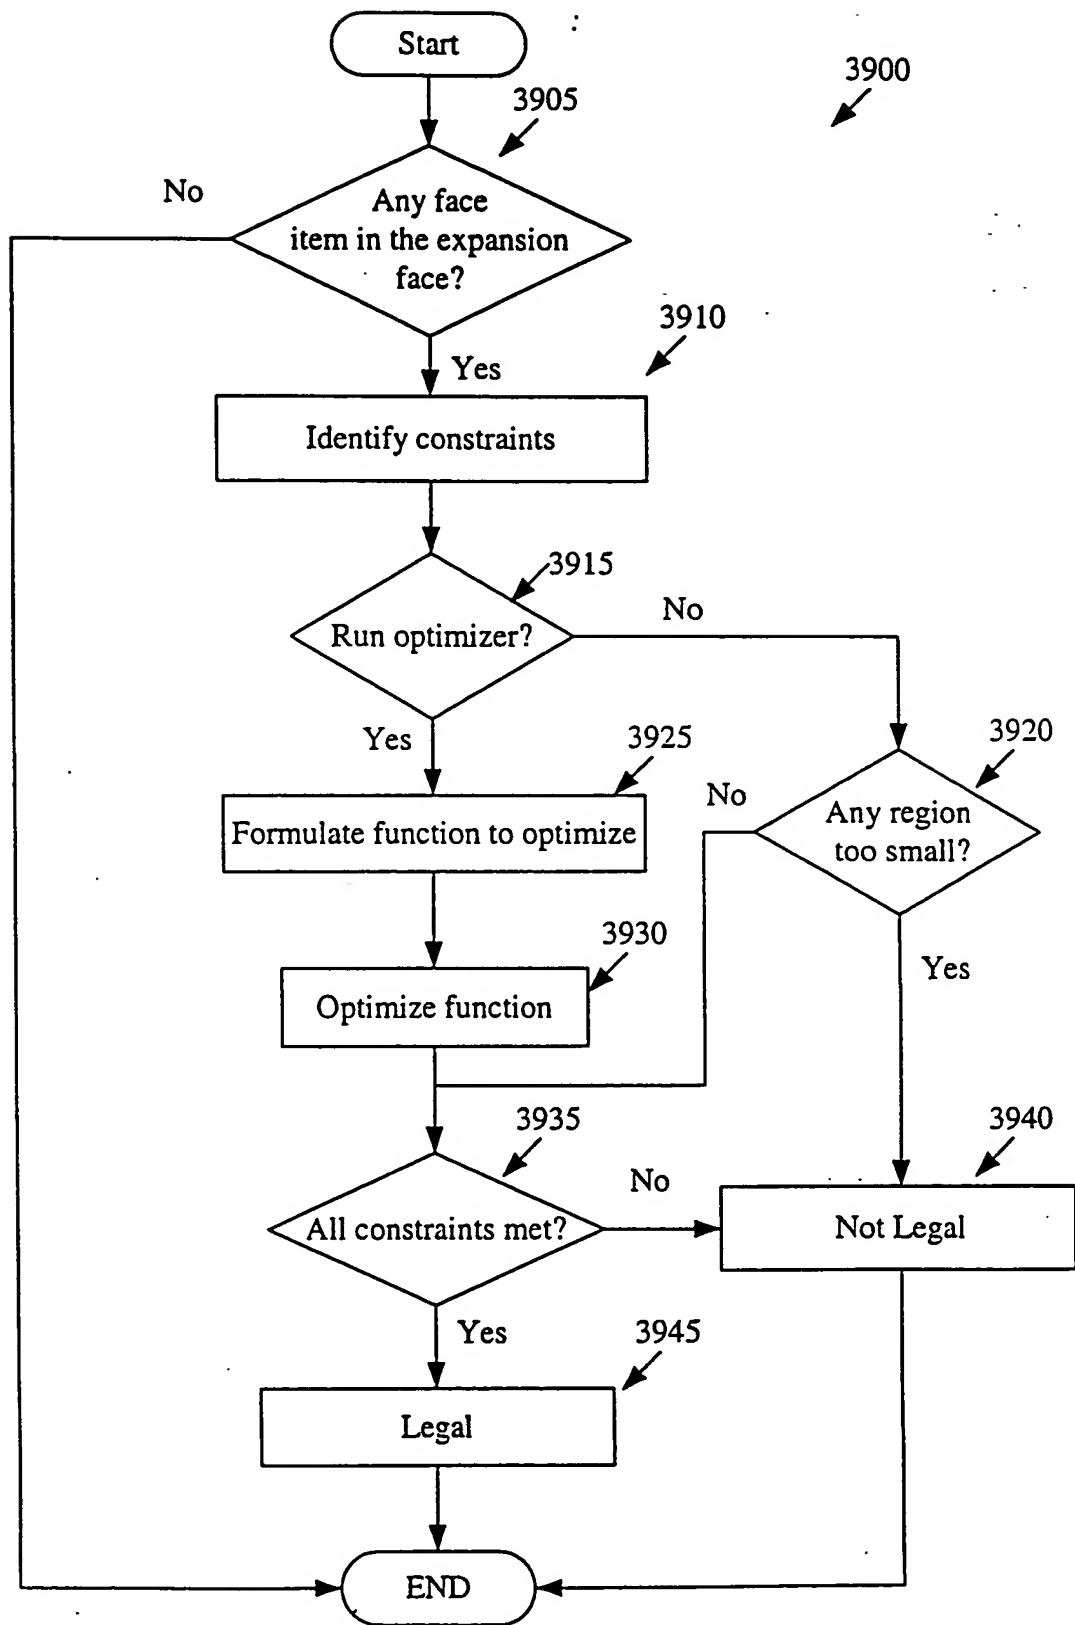 Start
3900
3905
No
Any face
item in the expansion
face?
3910
Yes
Identify constraints
3915
No
Run optimizer?
Yes
3925
3920
No
Any region
too small?
Formulate function to optimize
3930
Yes
Optimize function
3935
3940
No
All constraints met?
Not Legal
Yes
3945
Legal
END